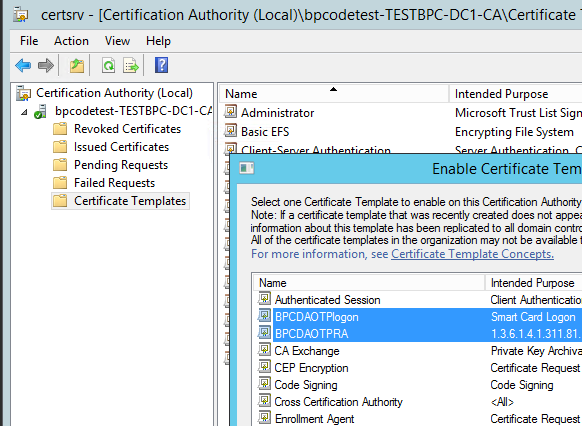 certsrv - [Certification Authority (Local)\bpcodetest-TESTBPC-DC1-CA\Certificate
File Action View Help
Certification Authority (Local)
bpcodetest-TESTBPC-DC1-CA
Revoked Certificates
Issued Certificates
Pending Requests
Failed Requests
Certificate Templates
Name Intended Purpose
Administrator Microsoft Trust List Sign
Basic EFS Encrypting File System
Client-Server Authentication Server Authentication
Enable Certificate Tem
Select one Certificate Template to enable on this Certification Authority
Note: If a certificate template that was recently created does not appea
information about this template has been replicated to all domain contro
All of the certificate templates in the organization may not be available t
For more information, see Certificate Template Concepts.
Name Intended Purpose
Authenticated Session Client Authentication
BPCDAOTPlogon Smart Card Logon
BPCDAOTPRA 1.3.6.1.4.1.311.81.
CA Exchange Private Key Archiva
CEP Encryption Certificate Request
Code Signing Code Signing
Cross Certification Authority <All>
Enrollment Agent Certificate Request